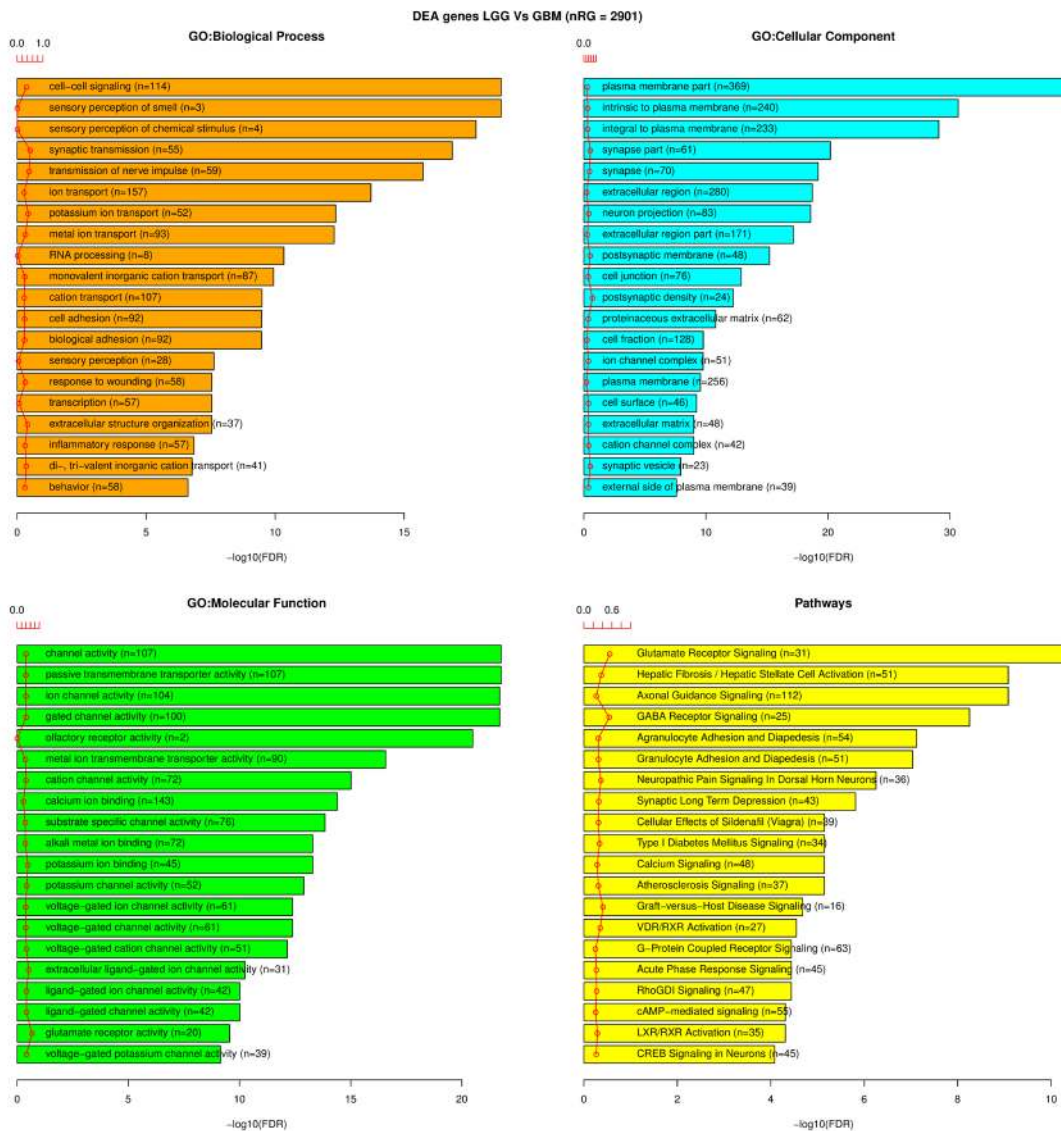 DEA genes LGG Vs GBM (nRG = 2901)
GO:Biological Process
0.0 1.0
cell−cell signaling (n=114)
sensory perception of smell (n=3)
sensory perception of chemical stimulus (n=4)
synaptic transmission (n=55)
transmission of nerve impulse (n=59)
ion transport (n=157)
potassium ion transport (n=52)
metal ion transport (n=93)
RNA processing (n=8)
monovalent inorganic cation transport (n=87)
cation transport (n=107)
cell adhesion (n=92)
biological adhesion (n=92)
sensory perception (n=28)
response to wounding (n=58)
transcription (n=57)
extracellular structure organization (n=37)
inflammatory response (n=57)
di−, tri−valent inorganic cation transport (n=41)
behavior (n=58)
0 5 10 15
−log10(FDR)
GO:Cellular Component
0.0
plasma membrane part (n=369)
intrinsic to plasma membrane (n=240)
integral to plasma membrane (n=233)
synapse part (n=61)
synapse (n=70)
extracellular region (n=280)
neuron projection (n=83)
extracellular region part (n=171)
postsynaptic membrane (n=48)
cell junction (n=76)
postsynaptic density (n=24)
proteinaceous extracellular matrix (n=62)
cell fraction (n=128)
ion channel complex (n=51)
plasma membrane (n=256)
cell surface (n=46)
extracellular matrix (n=48)
cation channel complex (n=42)
synaptic vesicle (n=23)
external side of plasma membrane (n=39)
0 10 20 30
−log10(FDR)
GO:Molecular Function
0.0
channel activity (n=107)
passive transmembrane transporter activity (n=107)
ion channel activity (n=104)
gated channel activity (n=100)
olfactory receptor activity (n=2)
metal ion transmembrane transporter activity (n=90)
cation channel activity (n=72)
calcium ion binding (n=143)
substrate specific channel activity (n=76)
alkali metal ion binding (n=72)
potassium ion binding (n=45)
potassium channel activity (n=52)
voltage−gated ion channel activity (n=61)
voltage−gated channel activity (n=61)
voltage−gated cation channel activity (n=51)
extracellular ligand−gated ion channel activity (n=31)
ligand−gated ion channel activity (n=42)
ligand−gated channel activity (n=42)
glutamate receptor activity (n=20)
voltage−gated potassium channel activity (n=39)
0 5 10 15 20
−log10(FDR)
Pathways
0.0 0.6
Glutamate Receptor Signaling (n=31)
Hepatic Fibrosis / Hepatic Stellate Cell Activation (n=51)
Axonal Guidance Signaling (n=112)
GABA Receptor Signaling (n=25)
Agranulocyte Adhesion and Diapedesis (n=54)
Granulocyte Adhesion and Diapedesis (n=51)
Neuropathic Pain Signaling In Dorsal Horn Neurons (n=36)
Synaptic Long Term Depression (n=43)
Cellular Effects of Sildenafil (Viagra) (n=39)
Type I Diabetes Mellitus Signaling (n=34)
Calcium Signaling (n=48)
Atherosclerosis Signaling (n=37)
Graft−versus−Host Disease Signaling (n=16)
VDR/RXR Activation (n=27)
G−Protein Coupled Receptor Signaling (n=63)
Acute Phase Response Signaling (n=45)
RhoGDI Signaling (n=47)
cAMP−mediated signaling (n=55)
LXR/RXR Activation (n=35)
CREB Signaling in Neurons (n=45)
0 2 4 6 8 10
−log10(FDR)